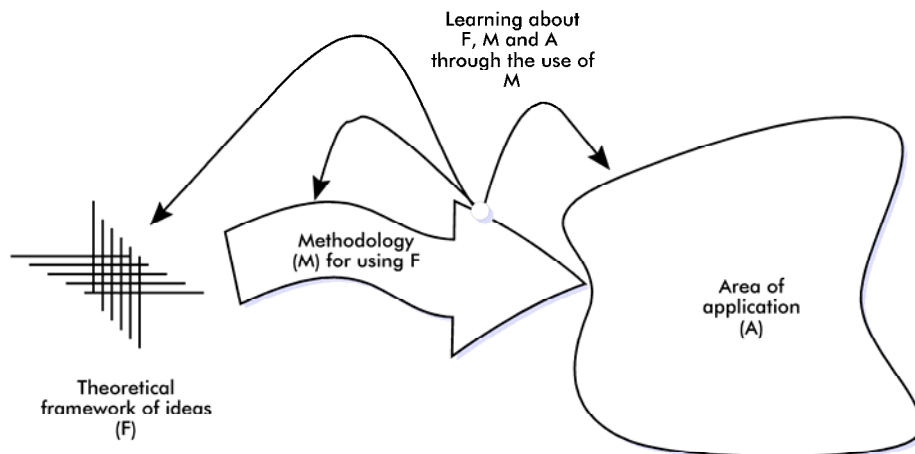 Learning about
F, M and A
through the use of
M
Methodology
(M) for using F
Area of
application
(A)
Theoretical
framework of ideas
(F)